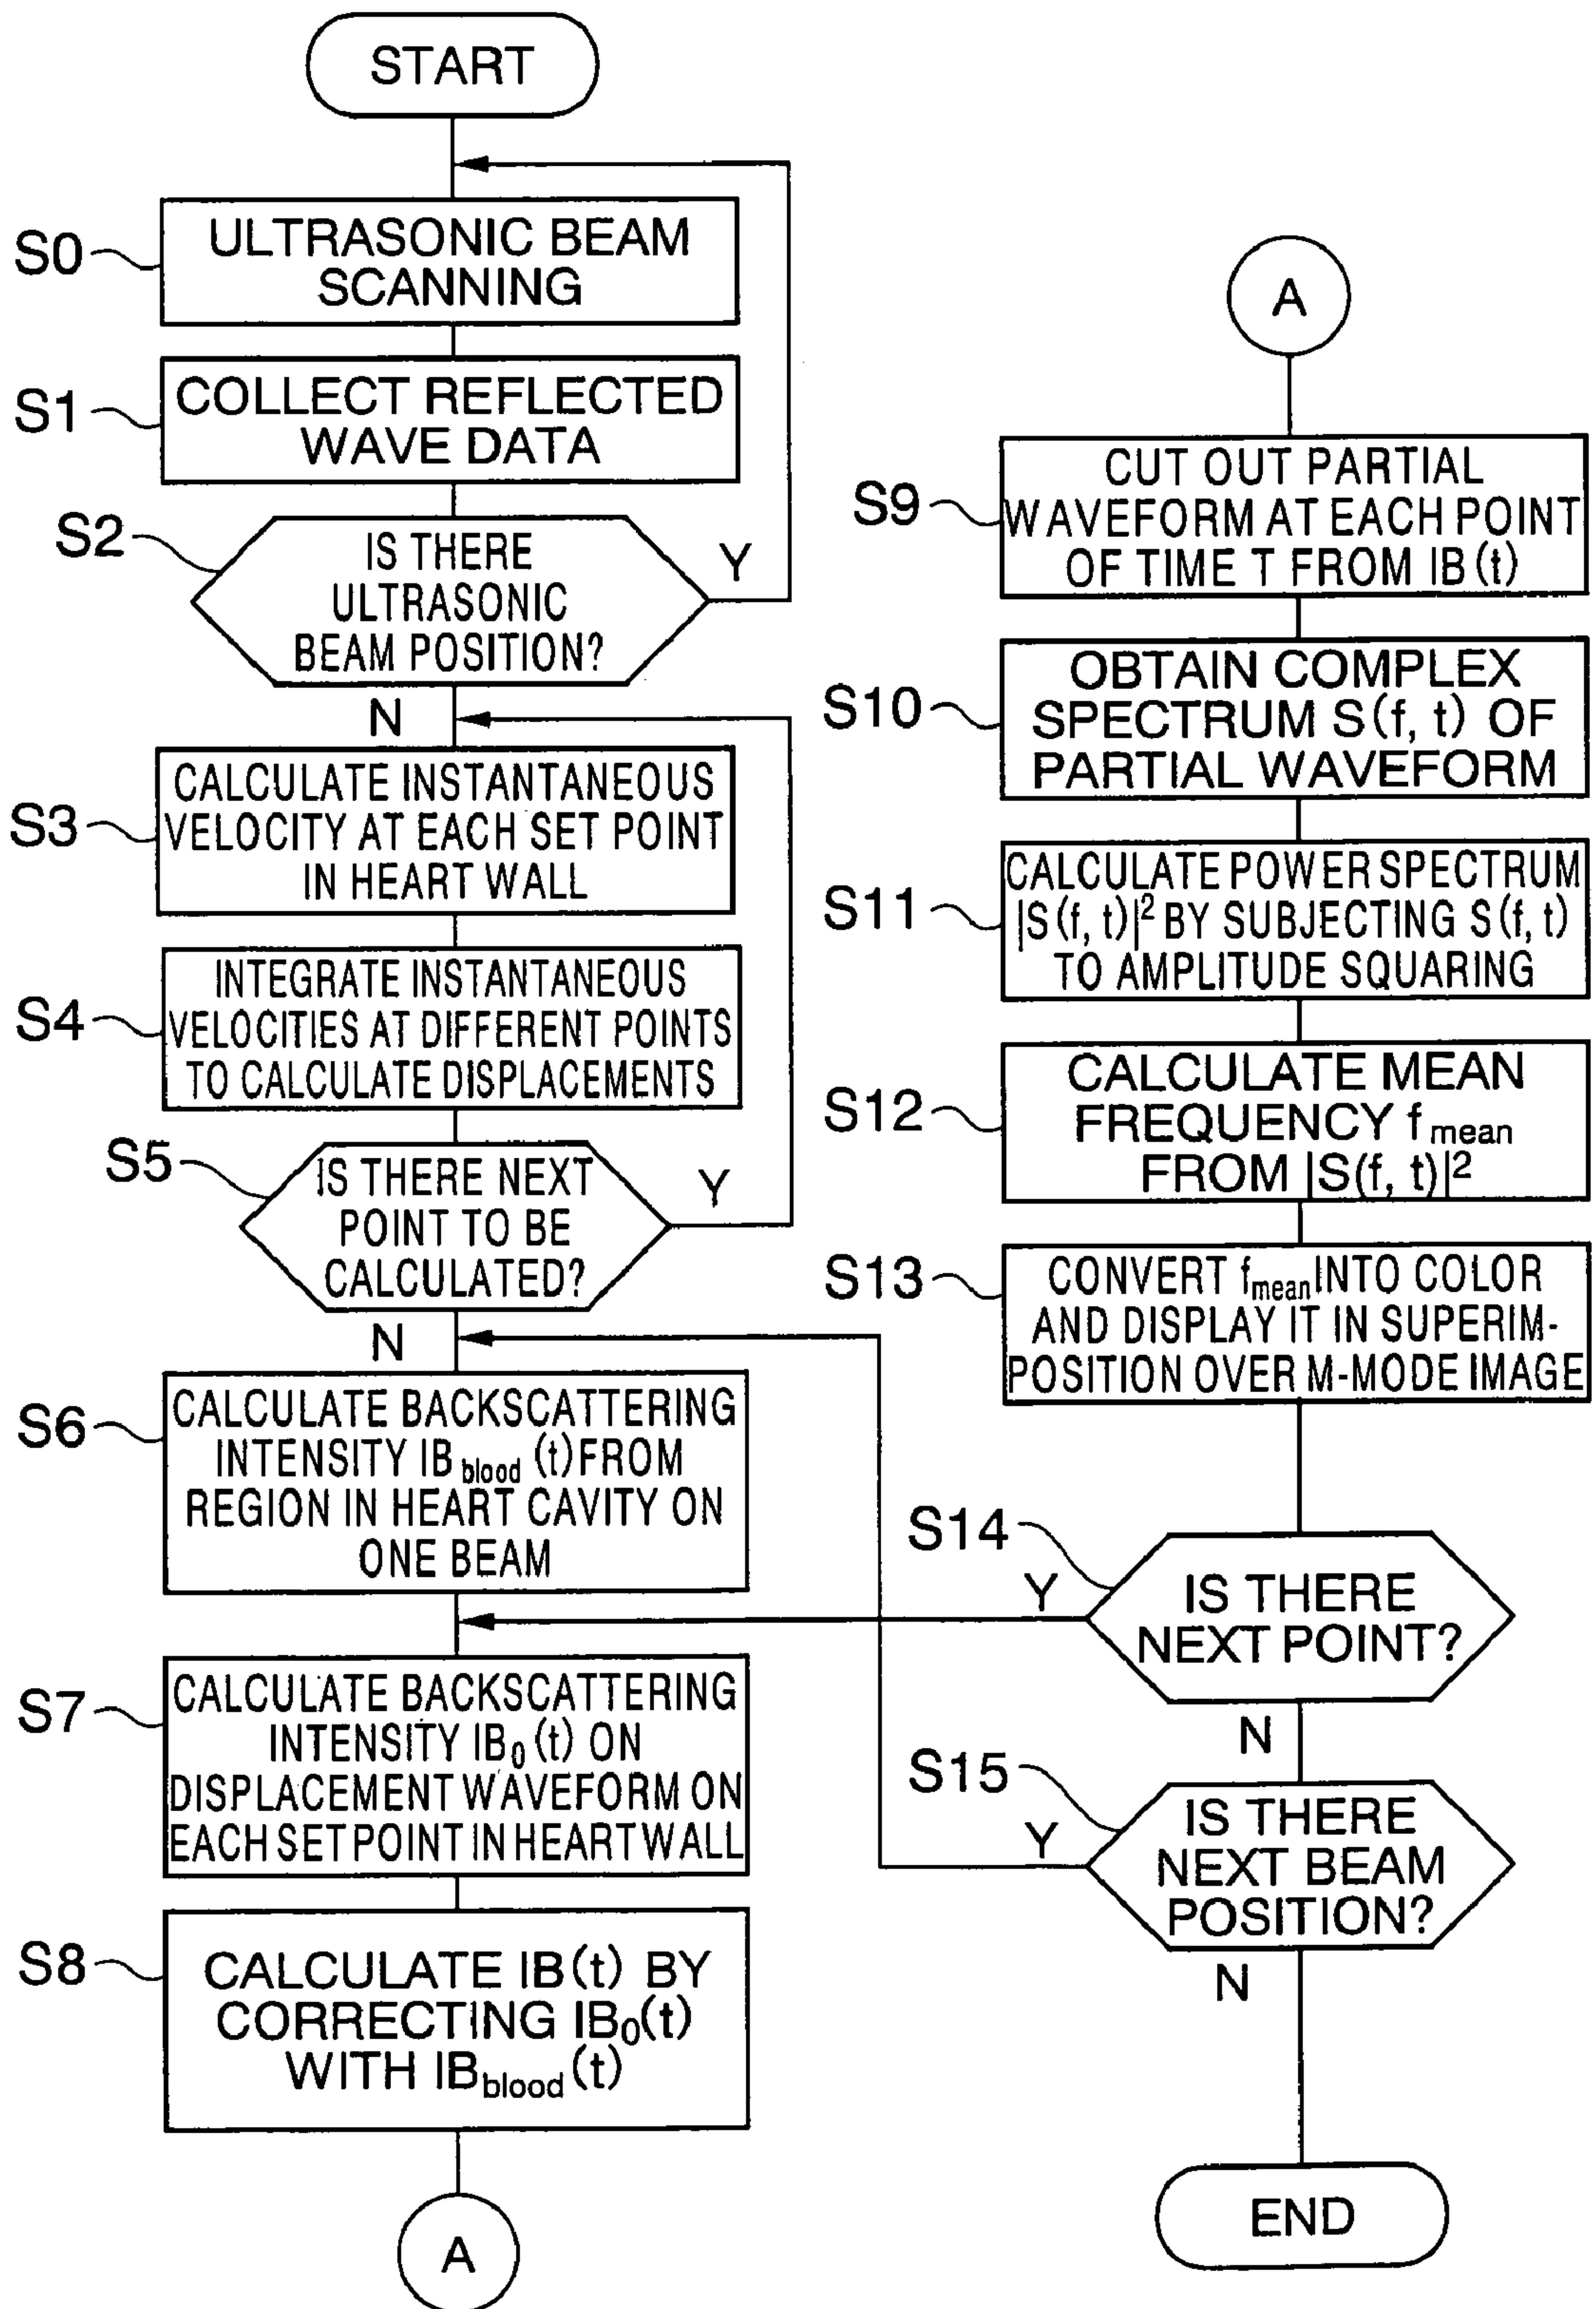 START
S0
ULTRASONIC BEAM
SCANNING
S1
COLLECT REFLECTED
WAVE DATA
S2
IS THERE
ULTRASONIC
BEAM POSITION?
Y
N
S3
CALCULATE INSTANTANEOUS
VELOCITY AT EACH SET POINT
IN HEART WALL
S4
INTEGRATE INSTANTANEOUS
VELOCITIES AT DIFFERENT POINTS
TO CALCULATE DISPLACEMENTS
S5
IS THERE NEXT
POINT TO BE
CALCULATED?
Y
N
S6
CALCULATE BACKSCATTERING
INTENSITY IB blood (t) FROM
REGION IN HEART CAVITY ON
ONE BEAM
S7
CALCULATE BACKSCATTERING
INTENSITY IB0 (t) ON
DISPLACEMENT WAVEFORM ON
EACH SET POINT IN HEART WALL
S8
CALCULATE IB(t) BY
CORRECTING IB0(t)
WITH IBblood(t)
A
A
S9
CUT OUT PARTIAL
WAVEFORM AT EACH POINT
OF TIME T FROM IB (t)
S10
OBTAIN COMPLEX
SPECTRUM S(f, t) OF
PARTIAL WAVEFORM
S11
CALCULATE POWER SPECTRUM
|S(f, t)|² BY SUBJECTING S(f, t)
TO AMPLITUDE SQUARING
S12
CALCULATE MEAN
FREQUENCY f mean
FROM |S(f, t)|²
S13
CONVERT fmean INTO COLOR
AND DISPLAY IT IN SUPERIM-
POSITION OVER M-MODE IMAGE
S14
IS THERE
NEXT POINT?
Y
N
S15
IS THERE
NEXT BEAM
POSITION?
Y
N
END